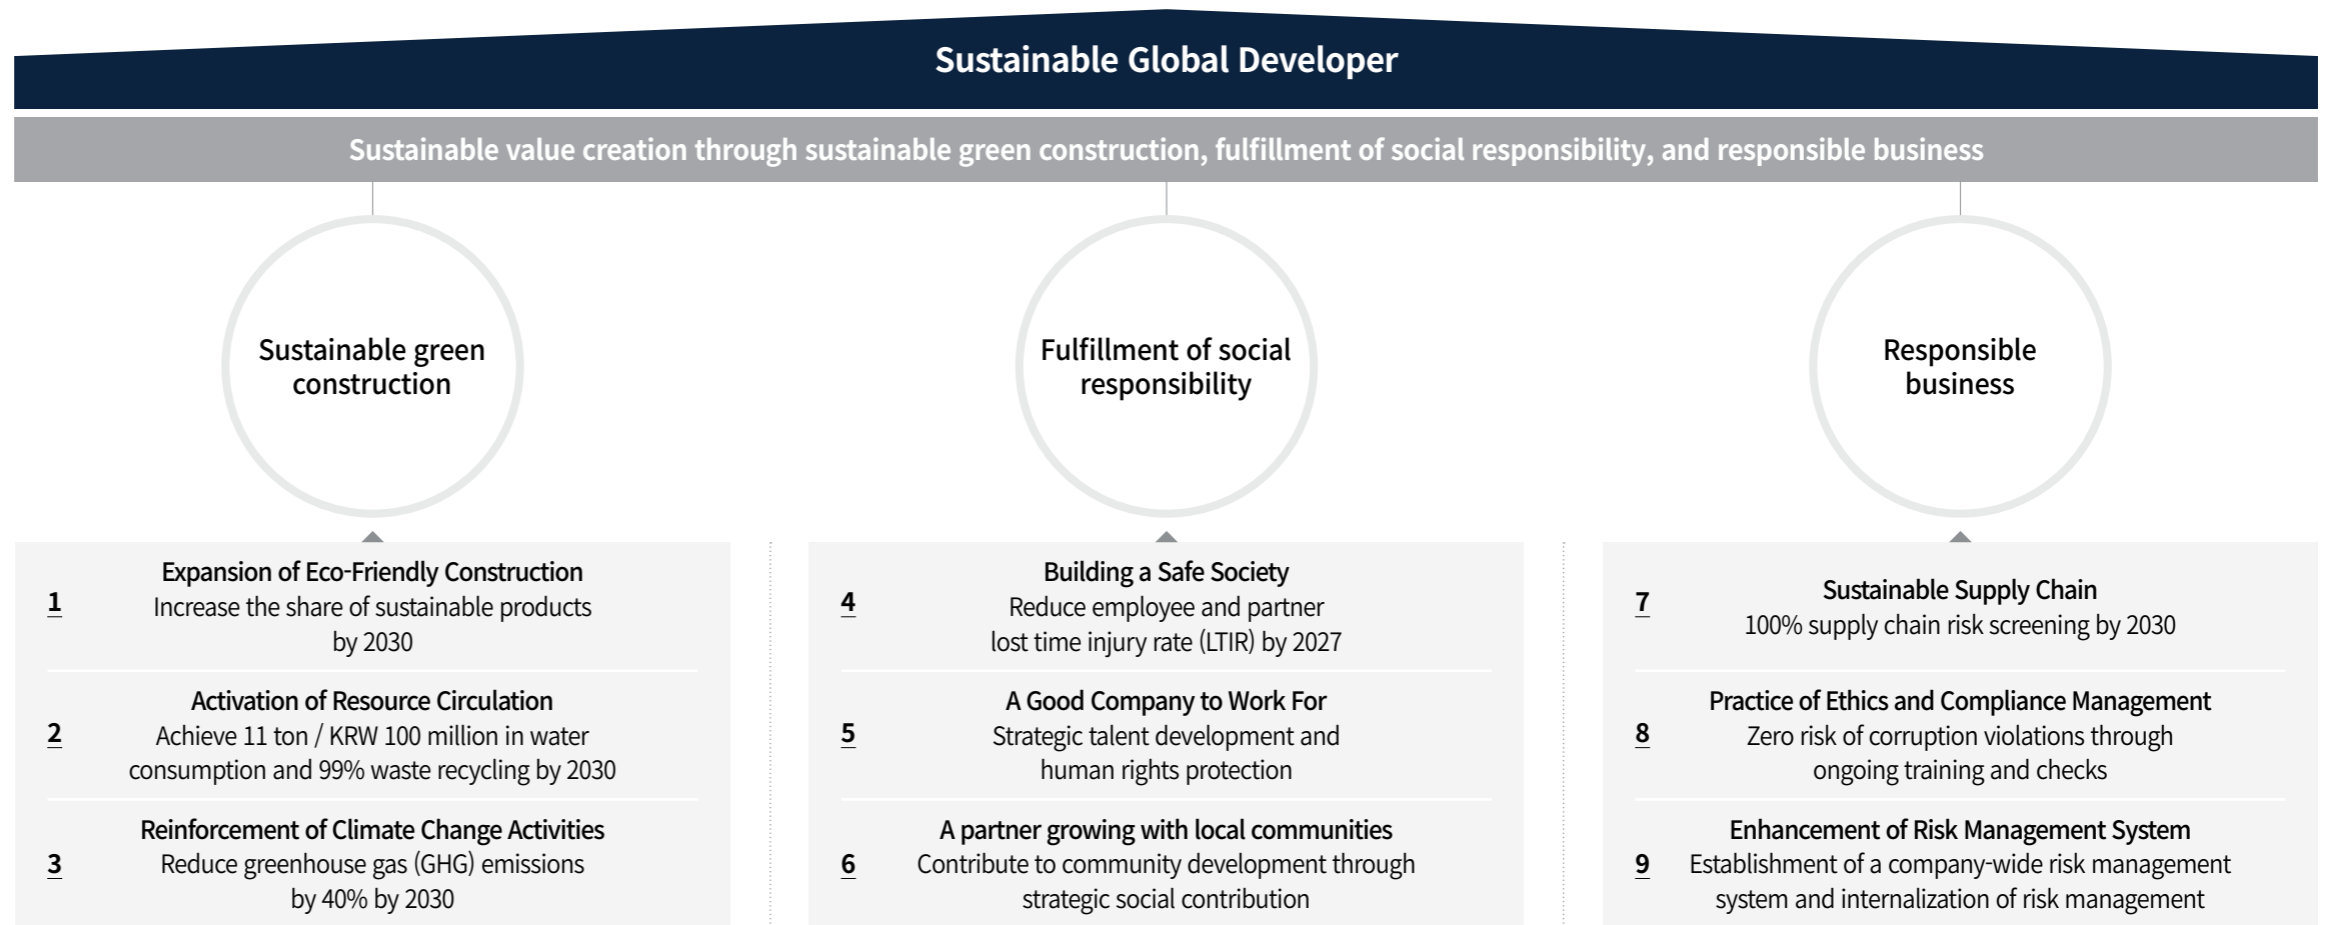 Sustainable Global Developer
Sustainable value creation through sustainable green construction, fulfillment of social responsibility, and responsible business
Sustainable green
construction
Fulfillment of social
responsibility
Responsible
business
1
Expansion of Eco-Friendly Construction
Increase the share of sustainable products
by 2030
2
Activation of Resource Circulation
Achieve 11 ton / KRW 100 million in water
consumption and 99% waste recycling by 2030
3
Reinforcement of Climate Change Activities
Reduce greenhouse gas (GHG) emissions
by 40% by 2030
4
Building a Safe Society
Reduce employee and partner
lost time injury rate (LTIR) by 2027
5
A Good Company to Work For
Strategic talent development and
human rights protection
6
A partner growing with local communities
Contribute to community development through
strategic social contribution
7
Sustainable Supply Chain
100% supply chain risk screening by 2030
8
Practice of Ethics and Compliance Management
Zero risk of corruption violations through
ongoing training and checks
9
Enhancement of Risk Management System
Establishment of a company-wide risk management
system and internalization of risk management